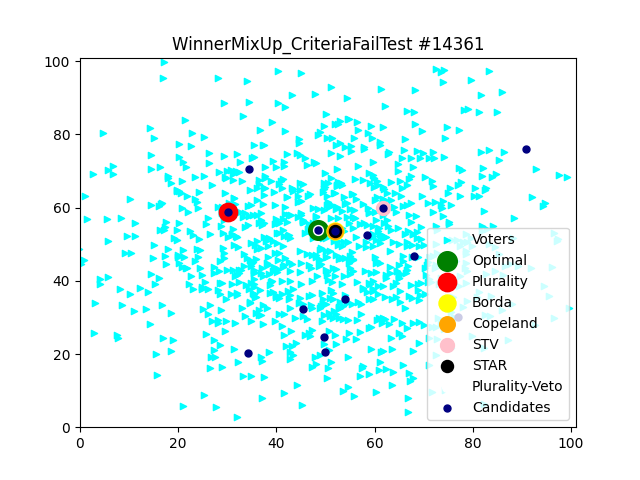 WinnerMixUp_CriteriaFailTest #14361
100
80
60
40
20
0
0 20 40 60 80 100
Voters
Optimal
Plurality
Borda
Copeland
STV
STAR
Plurality-Veto
Candidates